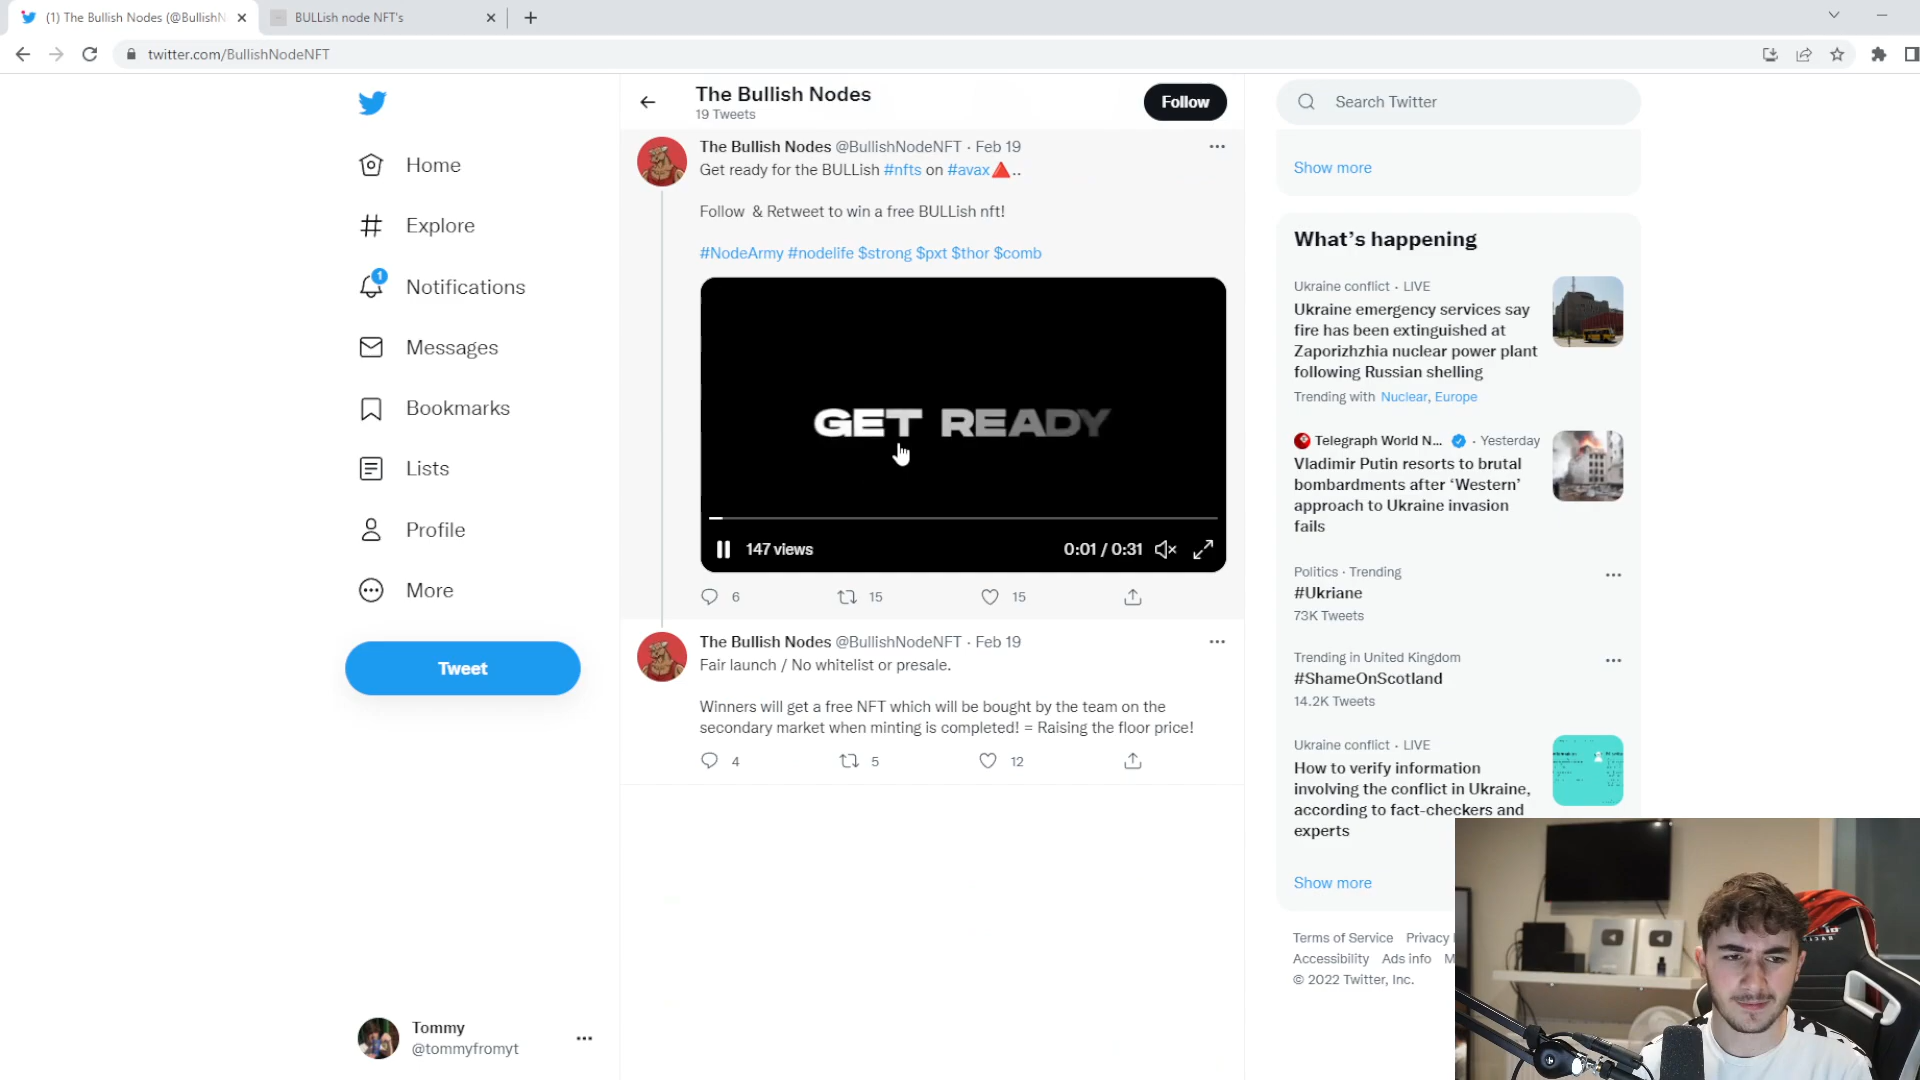 (1) The Bullish Nodes (@BullishN
BULLish node NFT's
twitter.com/BullishNodeNFT
Home
Explore
1
Notifications
Messages
Bookmarks
Lists
Profile
More
Tweet
Tommy
@tommyfromyt
The Bullish Nodes
19 Tweets
Follow
The Bullish Nodes @BullishNodeNFT · Feb 19
Get ready for the BULLish #nfts on #avax🔺..
Follow & Retweet to win a free BULLish nft!
#NodeArmy #nodelife $strong $pxt $thor $comb
GET READY
147 views
0:01 / 0:31
6 15 15
The Bullish Nodes @BullishNodeNFT · Feb 19
Fair launch / No whitelist or presale.
Winners will get a free NFT which will be bought by the team on the
secondary market when minting is completed! = Raising the floor price!
4 5 12
Search Twitter
Show more
What's happening
Ukraine conflict · LIVE
Ukraine emergency services say
fire has been extinguished at
Zaporizhzhia nuclear power plant
following Russian shelling
Trending with Nuclear, Europe
Telegraph World N... · Yesterday
Vladimir Putin resorts to brutal
bombardments after ‘Western’
approach to Ukraine invasion
fails
Politics · Trending
#Ukriane
73K Tweets
Trending in United Kingdom
#ShameOnScotland
14.2K Tweets
Ukraine conflict · LIVE
How to verify information
involving the conflict in Ukraine,
according to fact-checkers and
experts
Show more
Terms of Service Privacy
Accessibility Ads info M
© 2022 Twitter, Inc.